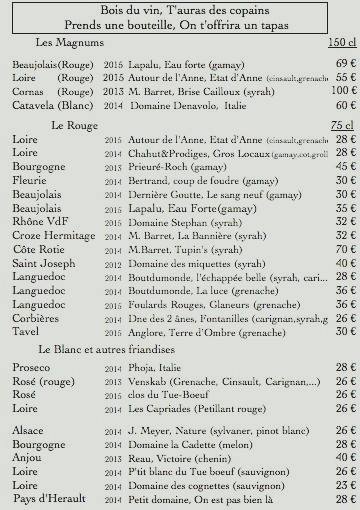 Bois du vin, T'auras des copains
Prends une bouteille, On t'offrira un tapas
Les Magnums 150 cl
Beaujolais(Rouge) 2015 Lapalu, Eau forte (gamay) 69 €
Loire (Rouge) 2015 Autour de l'Anne, Etat d'Anne (cinsault,grenach 55 €
Cornas (Rouge) 2013 M. Barret, Brise Cailloux (syrah) 100 €
Catavela (Blanc) 2014 Domaine Denavolo, Italie 60 €
Le Rouge 75 cl
Loire 2015 Autour de l'Anne, Etat d'Anne (cinsault,grenach 28 €
Loire 2014 Chahut&Prodiges, Gros Locaux(gamay,cot,groll 28 €
Bourgogne 2013 Prieuré-Roch (gamay) 45 €
Fleurie 2014 Bertrand, coup de foudre (gamay) 30 €
Beaujolais 2014 Dernière Goutte, Le sang neuf (gamay) 30 €
Beaujolais 2015 Lapalu, Eau Forte(gamay) 35 €
Rhône VdF 2015 Domaine Stephan (syrah) 32 €
Croze Hermitage 2014 M. Barret, La Bannière (syrah) 32 €
Côte Rotie 2014 M.Barret, Tupin's (syrah) 70 €
Saint Joseph 2012 Domaine des miquettes (syrah) 40 €
Languedoc 2014 Boutdumonde, l'échappée belle (syrah, cari... 28 €
Languedoc 2014 Boutdumonde, La luce (grenache) 36 €
Languedoc 2015 Foulards Rouges, Glaneurs (grenache) 36 €
Corbières 2014 Dne des 2 ânes, Fontanilles (carignan,syrah,g 26 €
Tavel 2015 Anglore, Terre d'Ombre (grenache) 30 €
Le Blanc et autres friandises
Proseco 2014 Phoja, Italie 28 €
Rosé (rouge) 2013 Venskab (Grenache, Cinsault, Carignan,...) 26 €
Rosé 2015 clos du Tue-Boeuf 26 €
Loire 2014 Les Capriades (Petillant rouge) 26 €
Alsace 2014 J. Meyer, Nature (sylvaner, pinot blanc) 26 €
Bourgogne 2014 Domaine la Cadette (melon) 28 €
Anjou 2013 Reau, Victoire (chenin) 40 €
Loire 2014 P'tit blanc du Tue boeuf (sauvignon) 26 €
Loire 2014 Domaine des cognettes (sauvignon) 23 €
Pays d'Herault 2014 Petit domaine, On est pas bien là 28 €